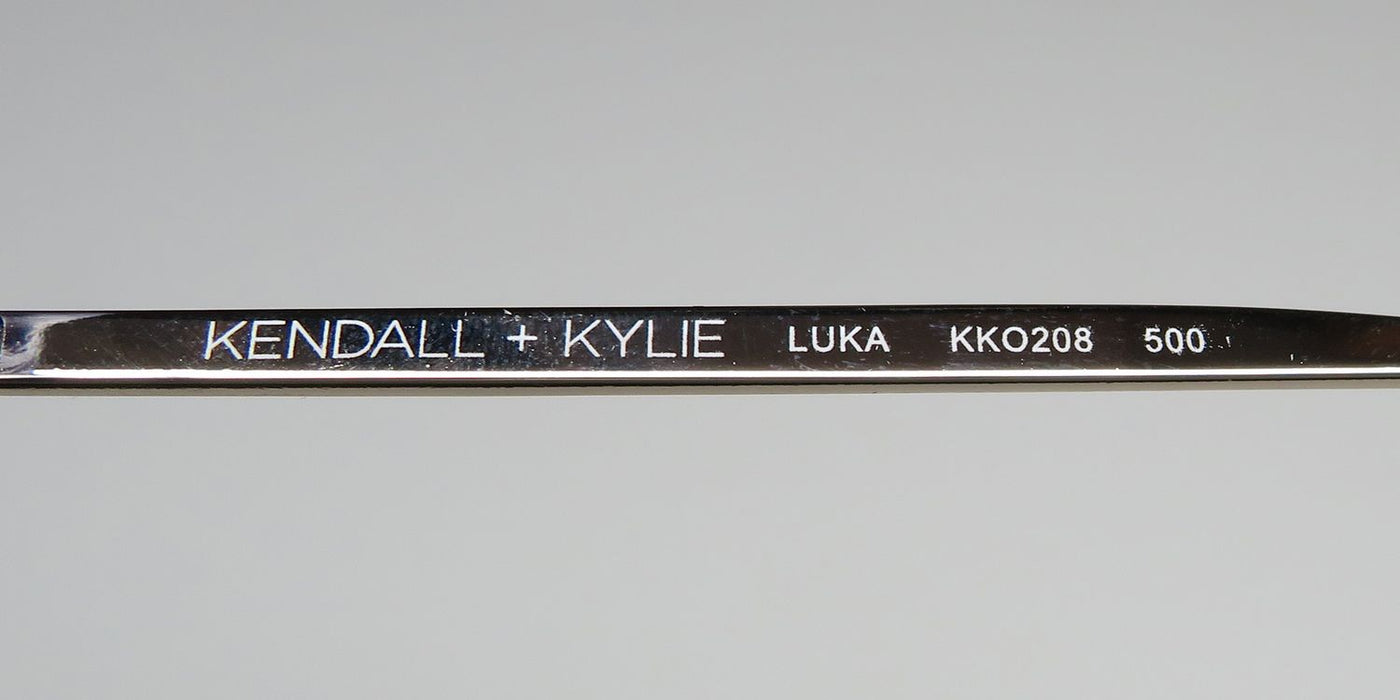 KENDALL + KYLIE LUKA KKO208 500